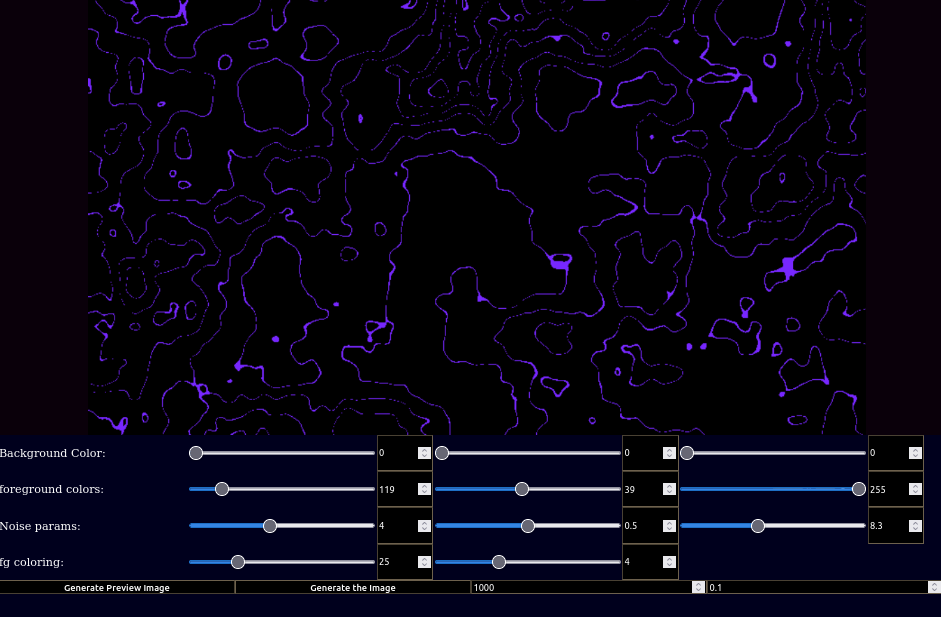 Background Color: 0 0 0
foreground colors: 119 39 255
Noise params: 4 0.5 8.3
fg coloring: 25 4
Generate Preview Image Generate the Image 1000 0.1